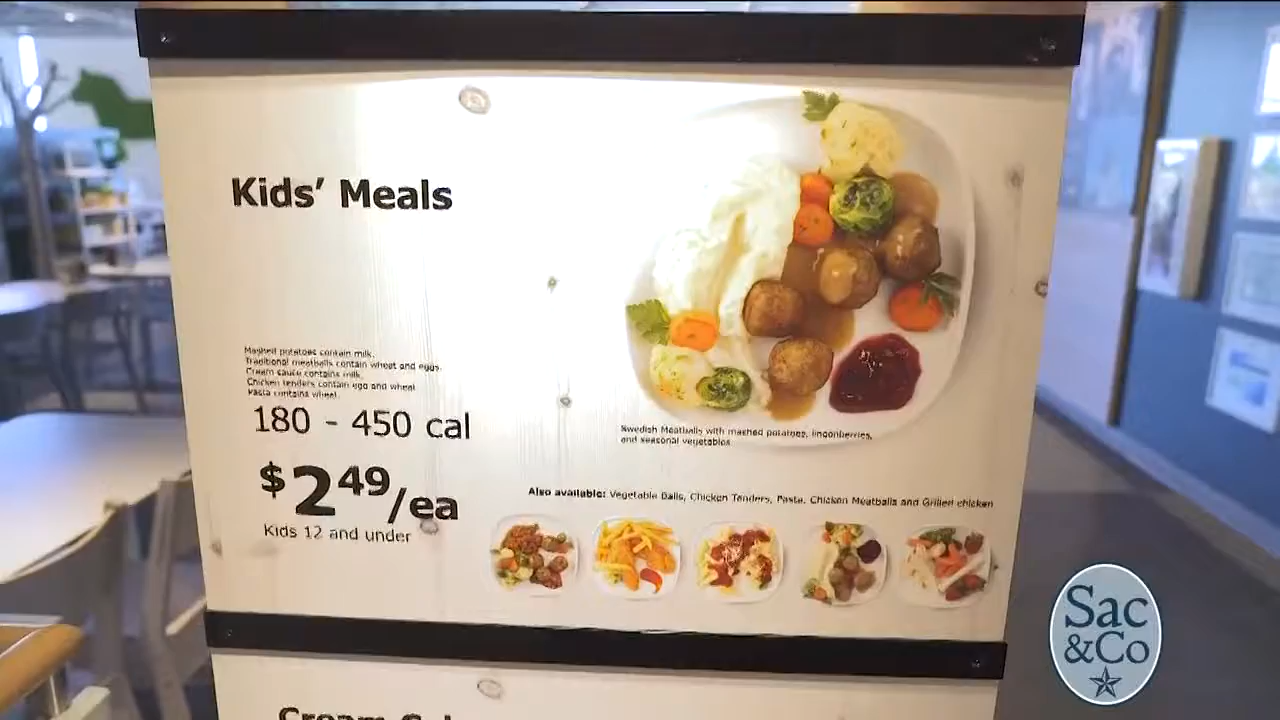 Kids' Meals
Mashed potatoes contain milk.
Traditional meatballs contain wheat and eggs.
Cream sauce contains milk.
Chicken tenders contain egg and wheat
Pasta contains wheat.
180 - 450 cal
$2 49/ea
Kids 12 and under
Swedish Meatballs with mashed potatoes, lingonberries,
and seasonal vegetables
Also available: Vegetable Balls, Chicken Tenders, Pasta, Chicken Meatballs and Grilled chicken
Cream
Sac
&Co